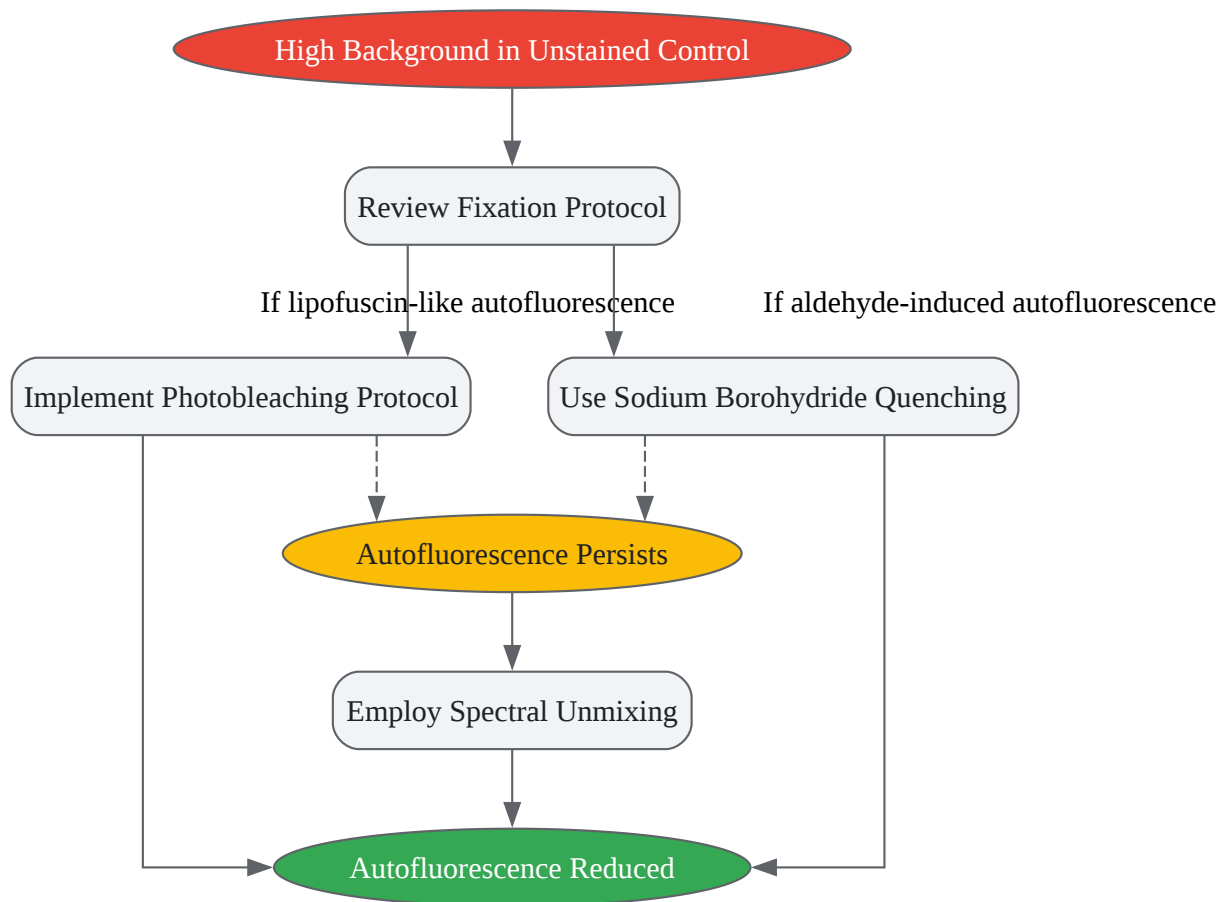 High Background in Unstained Control
Review Fixation Protocol
If lipofuscin-like autofluorescence
If aldehyde-induced autofluorescence
Implement Photobleaching Protocol
Use Sodium Borohydride Quenching
Autofluorescence Persists
Employ Spectral Unmixing
Autofluorescence Reduced